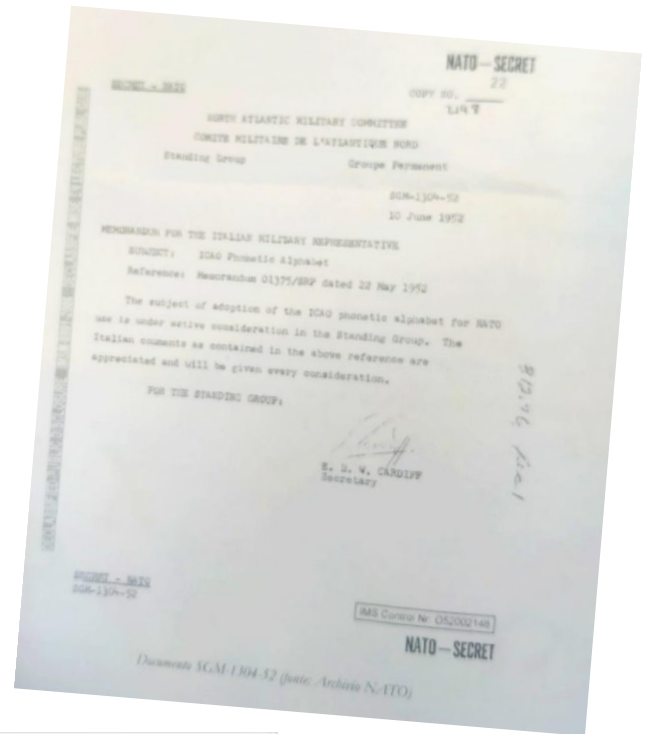 NATO — SECRET
22
SECRET - NATO
COPY NO.
NORTH ATLANTIC MILITARY COMMITTEE
COMITE MILITAIRE DE L'ATLANTIQUE NORD
Standing Group Groupe Permanent
SGM-1304-52
10 June 1952
MEMORANDUM FOR THE ITALIAN MILITARY REPRESENTATIVE
SUBJECT: ICAO Phonetic Alphabet
Reference: Memorandum 01375/SRP dated 22 May 1952
The subject of adoption of the ICAO phonetic alphabet for NATO
use is under active consideration in the Standing Group. The
Italian comments as contained in the above reference are
appreciated and will be given every consideration.
FOR THE STANDING GROUP:
W. CARDIFF
Secretary
SECRET - NATO
SGM-1304-52
IMS Control Nr. 052002148
NATO — SECRET
Documento SGM-1304-52 (fonte: Archivio NATO)